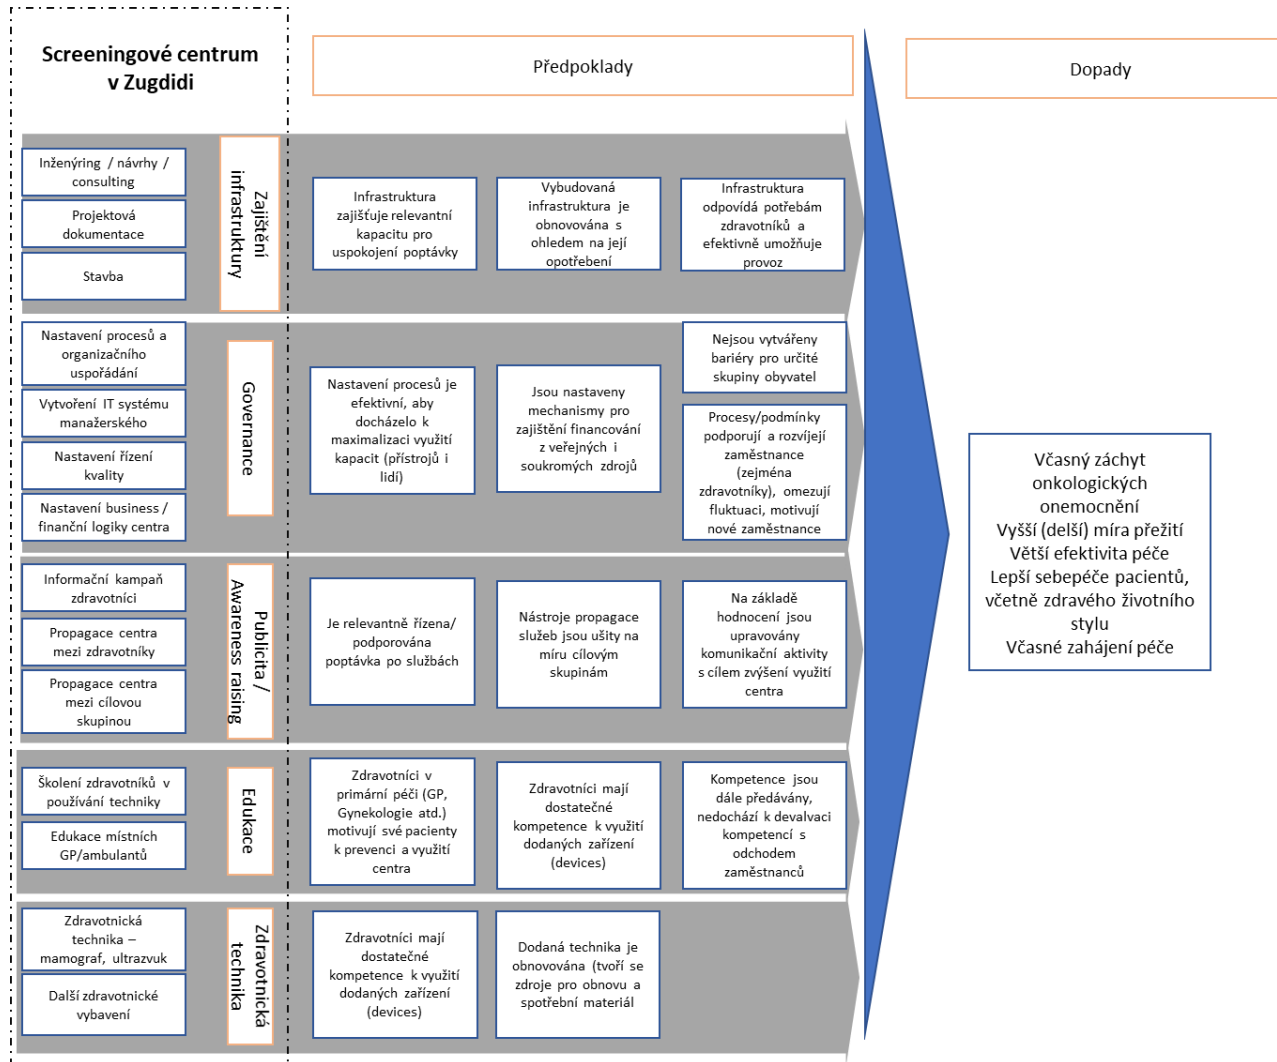 Screeningové centrum
v Zugdidi
Předpoklady
Dopady
Inženýring / návrhy /
consulting
Projektová
dokumentace
Stavba
Zajištění
infrastruktury
Infrastruktura
zajišťuje relevantní
kapacitu pro
uspokojení poptávky
Vybudovaná
infrastruktura je
obnovována s
ohledem na její
opotřebení
Infrastruktura
odpovídá potřebám
zdravotníků a
efektivně umožňuje
provoz
Nastavení procesů a
organizačního
uspořádání
Vytvoření IT systému
manažerského
Nastavení řízení
kvality
Nastavení business /
finanční logiky centra
Governance
Nastavení procesů je
efektivní, aby
docházelo k
maximalizaci využití
kapacit (přístrojů i
lidí)
Jsou nastaveny
mechanismy pro
zajištění financování
z veřejných i
soukromých zdrojů
Nejsou vytvářeny
bariéry pro určité
skupiny obyvatel
Procesy/podmínky
podporují a rozvíjejí
zaměstnance
(zejména
zdravotníky), omezují
fluktuaci, motivují
nové zaměstnance
Informační kampaň
zdravotníci
Propagace centra
mezi zdravotníky
Propagace centra
mezi cílovou
skupinou
Publicita /
Awareness raising
Je relevantně řízena/
podporována
poptávka po službách
Nástroje propagace
služeb jsou ušity na
míru cílovým
skupinám
Na základě
hodnocení jsou
upravovány
komunikační aktivity
s cílem zvýšení využití
centra
Školení zdravotníků v
používání techniky
Edukace místních
GP/ambulantů
Edukace
Zdravotníci v
primární péči (GP,
Gynekologie atd.)
motivují své pacienty
k prevenci a využití
centra
Zdravotníci mají
dostatečné
kompetence k využití
dodaných zařízení
(devices)
Kompetence jsou
dále předávány,
nedochází k devalvaci
kompetencí s
odchodem
zaměstnanců
Zdravotnická
technika –
mamograf, ultrazvuk
Další zdravotnické
vybavení
Zdravotnická
technika
Zdravotníci mají
dostatečné
kompetence k využití
dodaných zařízení
(devices)
Dodaná technika je
obnovována (tvoří se
zdroje pro obnovu a
spotřební materiál
Včasný záchyt
onkologických
onemocnění
Vyšší (delší) míra přežití
Větší efektivita péče
Lepší sebepéče pacientů,
včetně zdravého životního
stylu
Včasné zahájení péče